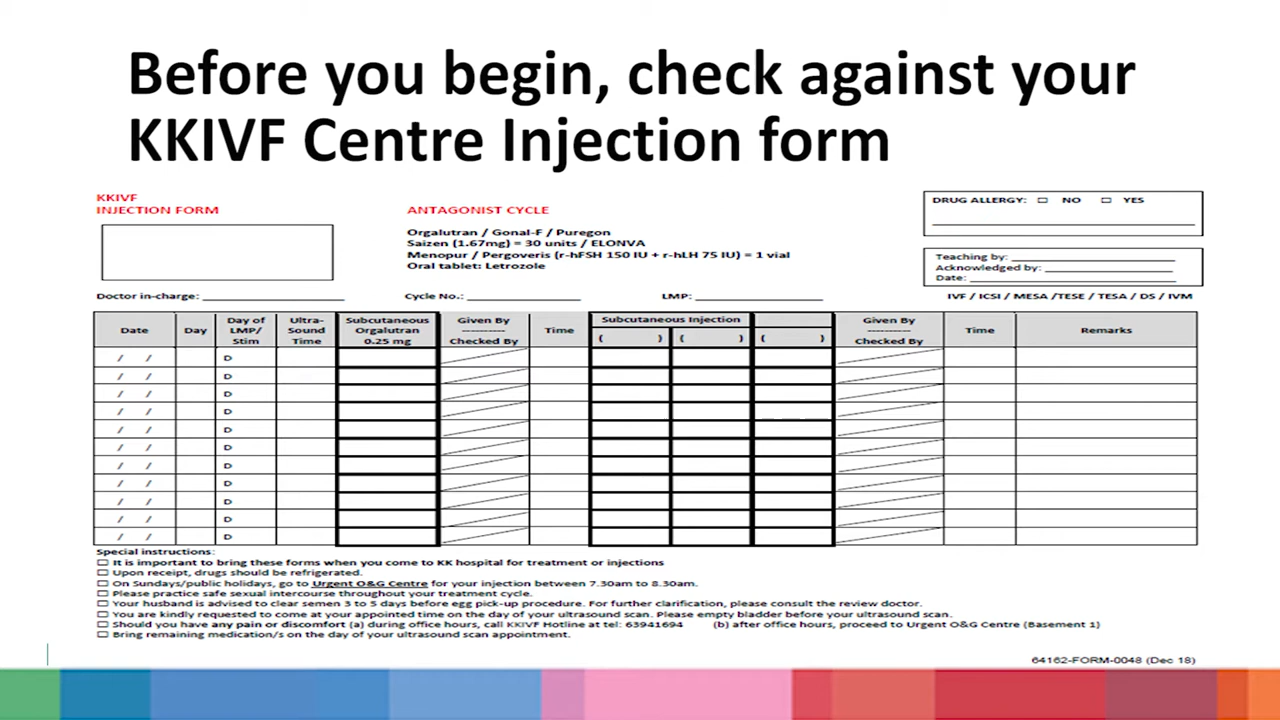 Before you begin, check against your
KKIVF Centre Injection form
KKIVF
INJECTION FORM
ANTAGONIST CYCLE
Orgalutran / Gonal-F / Puregon
Saizen (1.67mg) = 30 units / ELONVA
Menopur / Pergoveris (r-hFSH 150 IU + r-hLH 75 IU) = 1 vial
Oral tablet: Letrozole
DRUG ALLERGY: ☐ NO ☐ YES
Teaching by:
Acknowledged by:
Date:
Doctor in-charge: Cycle No.: LMP: IVF / ICSI / MESA /TESE / TESA / DS / IVM
Date
Day
Day of
LMP/
Stim
Ultra-
Sound
Time
Subcutaneous
Orgalutran
0.25 mg
Given By
----------
Checked By
Time
Subcutaneous Injection
( ) ( ) ( )
Given By
----------
Checked By
Time
Remarks
/ / D
/ / D
/ / D
/ / D
/ / D
/ / D
/ / D
/ / D
/ / D
/ / D
/ / D
Special instructions:
☐ It is important to bring these forms when you come to KK hospital for treatment or injections
☐ Upon receipt, drugs should be refrigerated.
☐ On Sundays/public holidays, go to Urgent O&G Centre for your injection between 7.30am to 8.30am.
☐ Please practice safe sexual intercourse throughout your treatment cycle.
☐ Your husband is advised to clear semen 3 to 5 days before egg pick-up procedure. For further clarification, please consult the review doctor.
☐ You are kindly requested to come at your appointed time on the day of your ultrasound scan. Please empty bladder before your ultrasound scan.
☐ Should you have any pain or discomfort (a) during office hours, call KKIVF Hotline at tel: 63941694 (b) after office hours, proceed to Urgent O&G Centre (Basement 1)
☐ Bring remaining medication/s on the day of your ultrasound scan appointment.
64162-FORM-0048 (Dec 18)